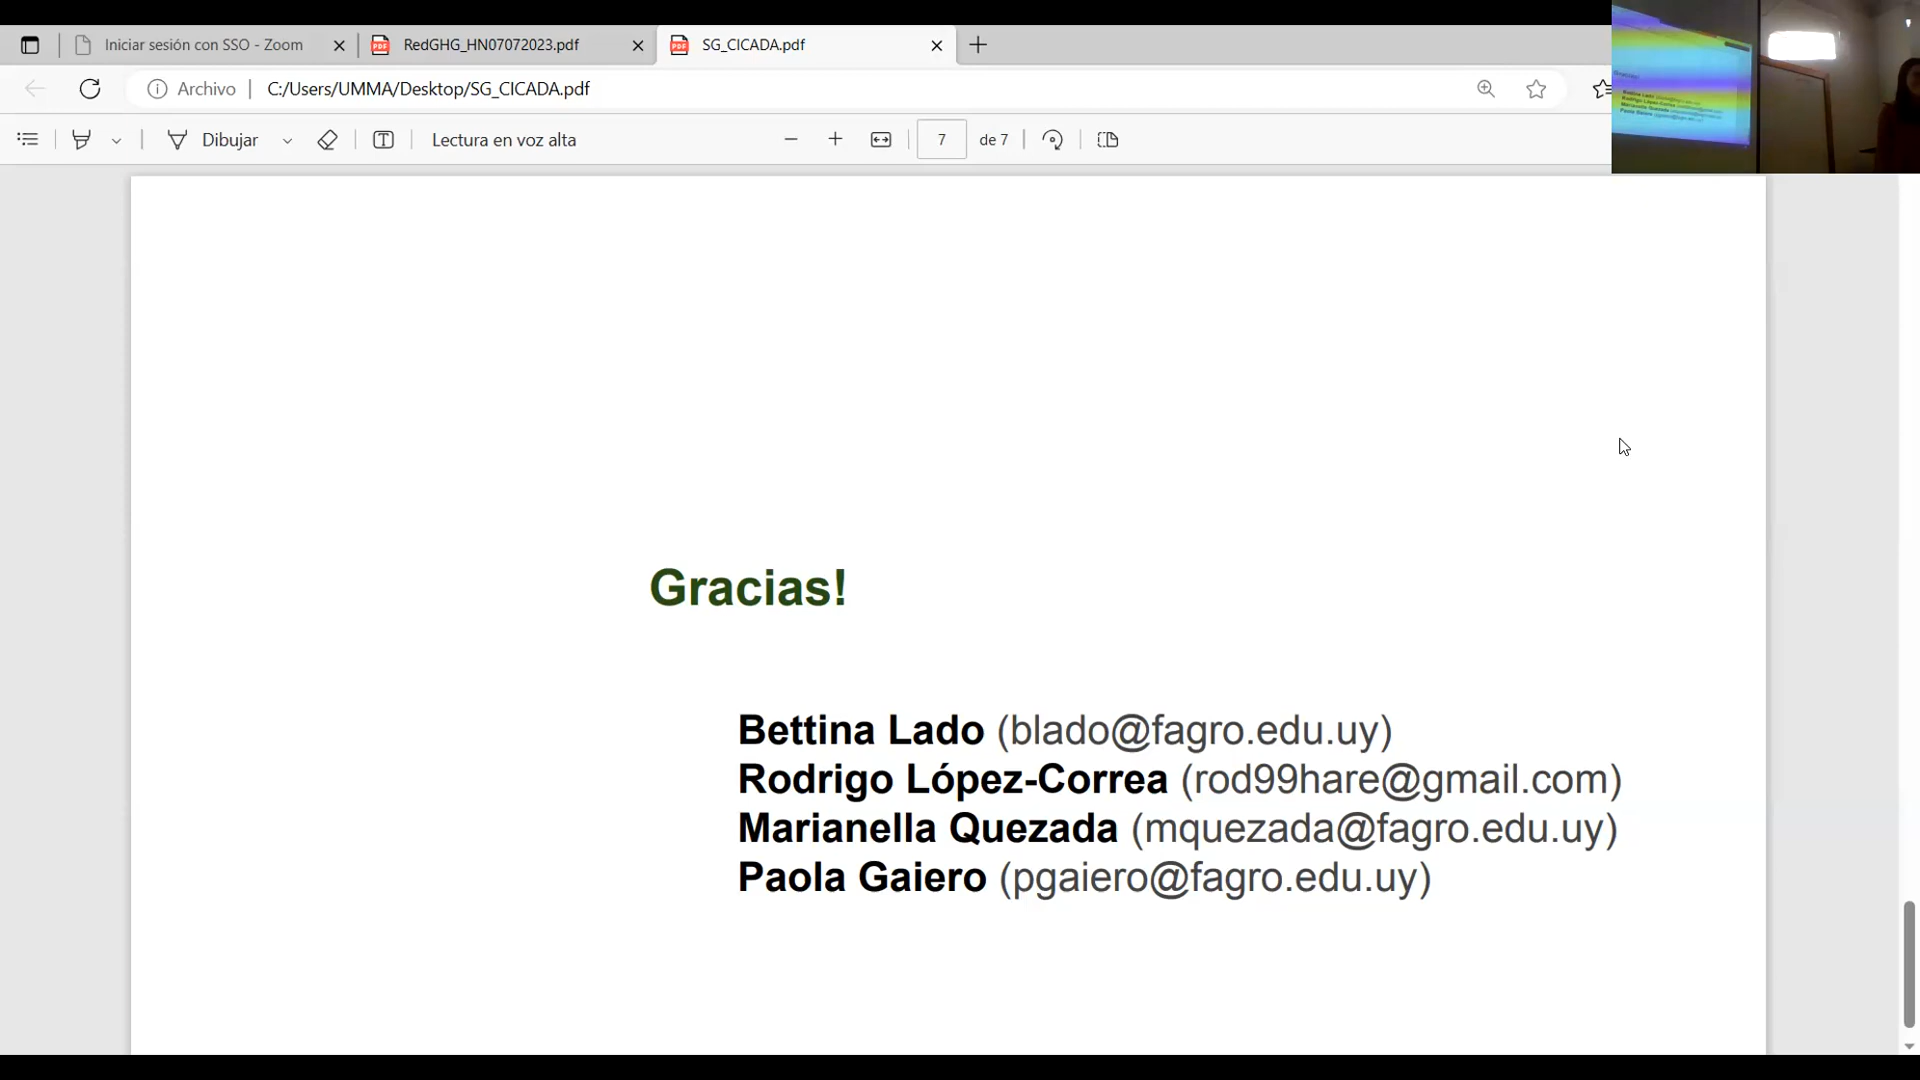 Iniciar sesión con SSO - Zoom
RedGHG_HN07072023.pdf
SG_CICADA.pdf
Archivo
C:/Users/UMMA/Desktop/SG_CICADA.pdf
Dibujar
Lectura en voz alta
7
de 7
Gracias!
Bettina Lado (blado@fagro.edu.uy)
Rodrigo López-Correa (rod99hare@gmail.com)
Marianella Quezada (mquezada@fagro.edu.uy)
Paola Gaiero (pgaiero@fagro.edu.uy)